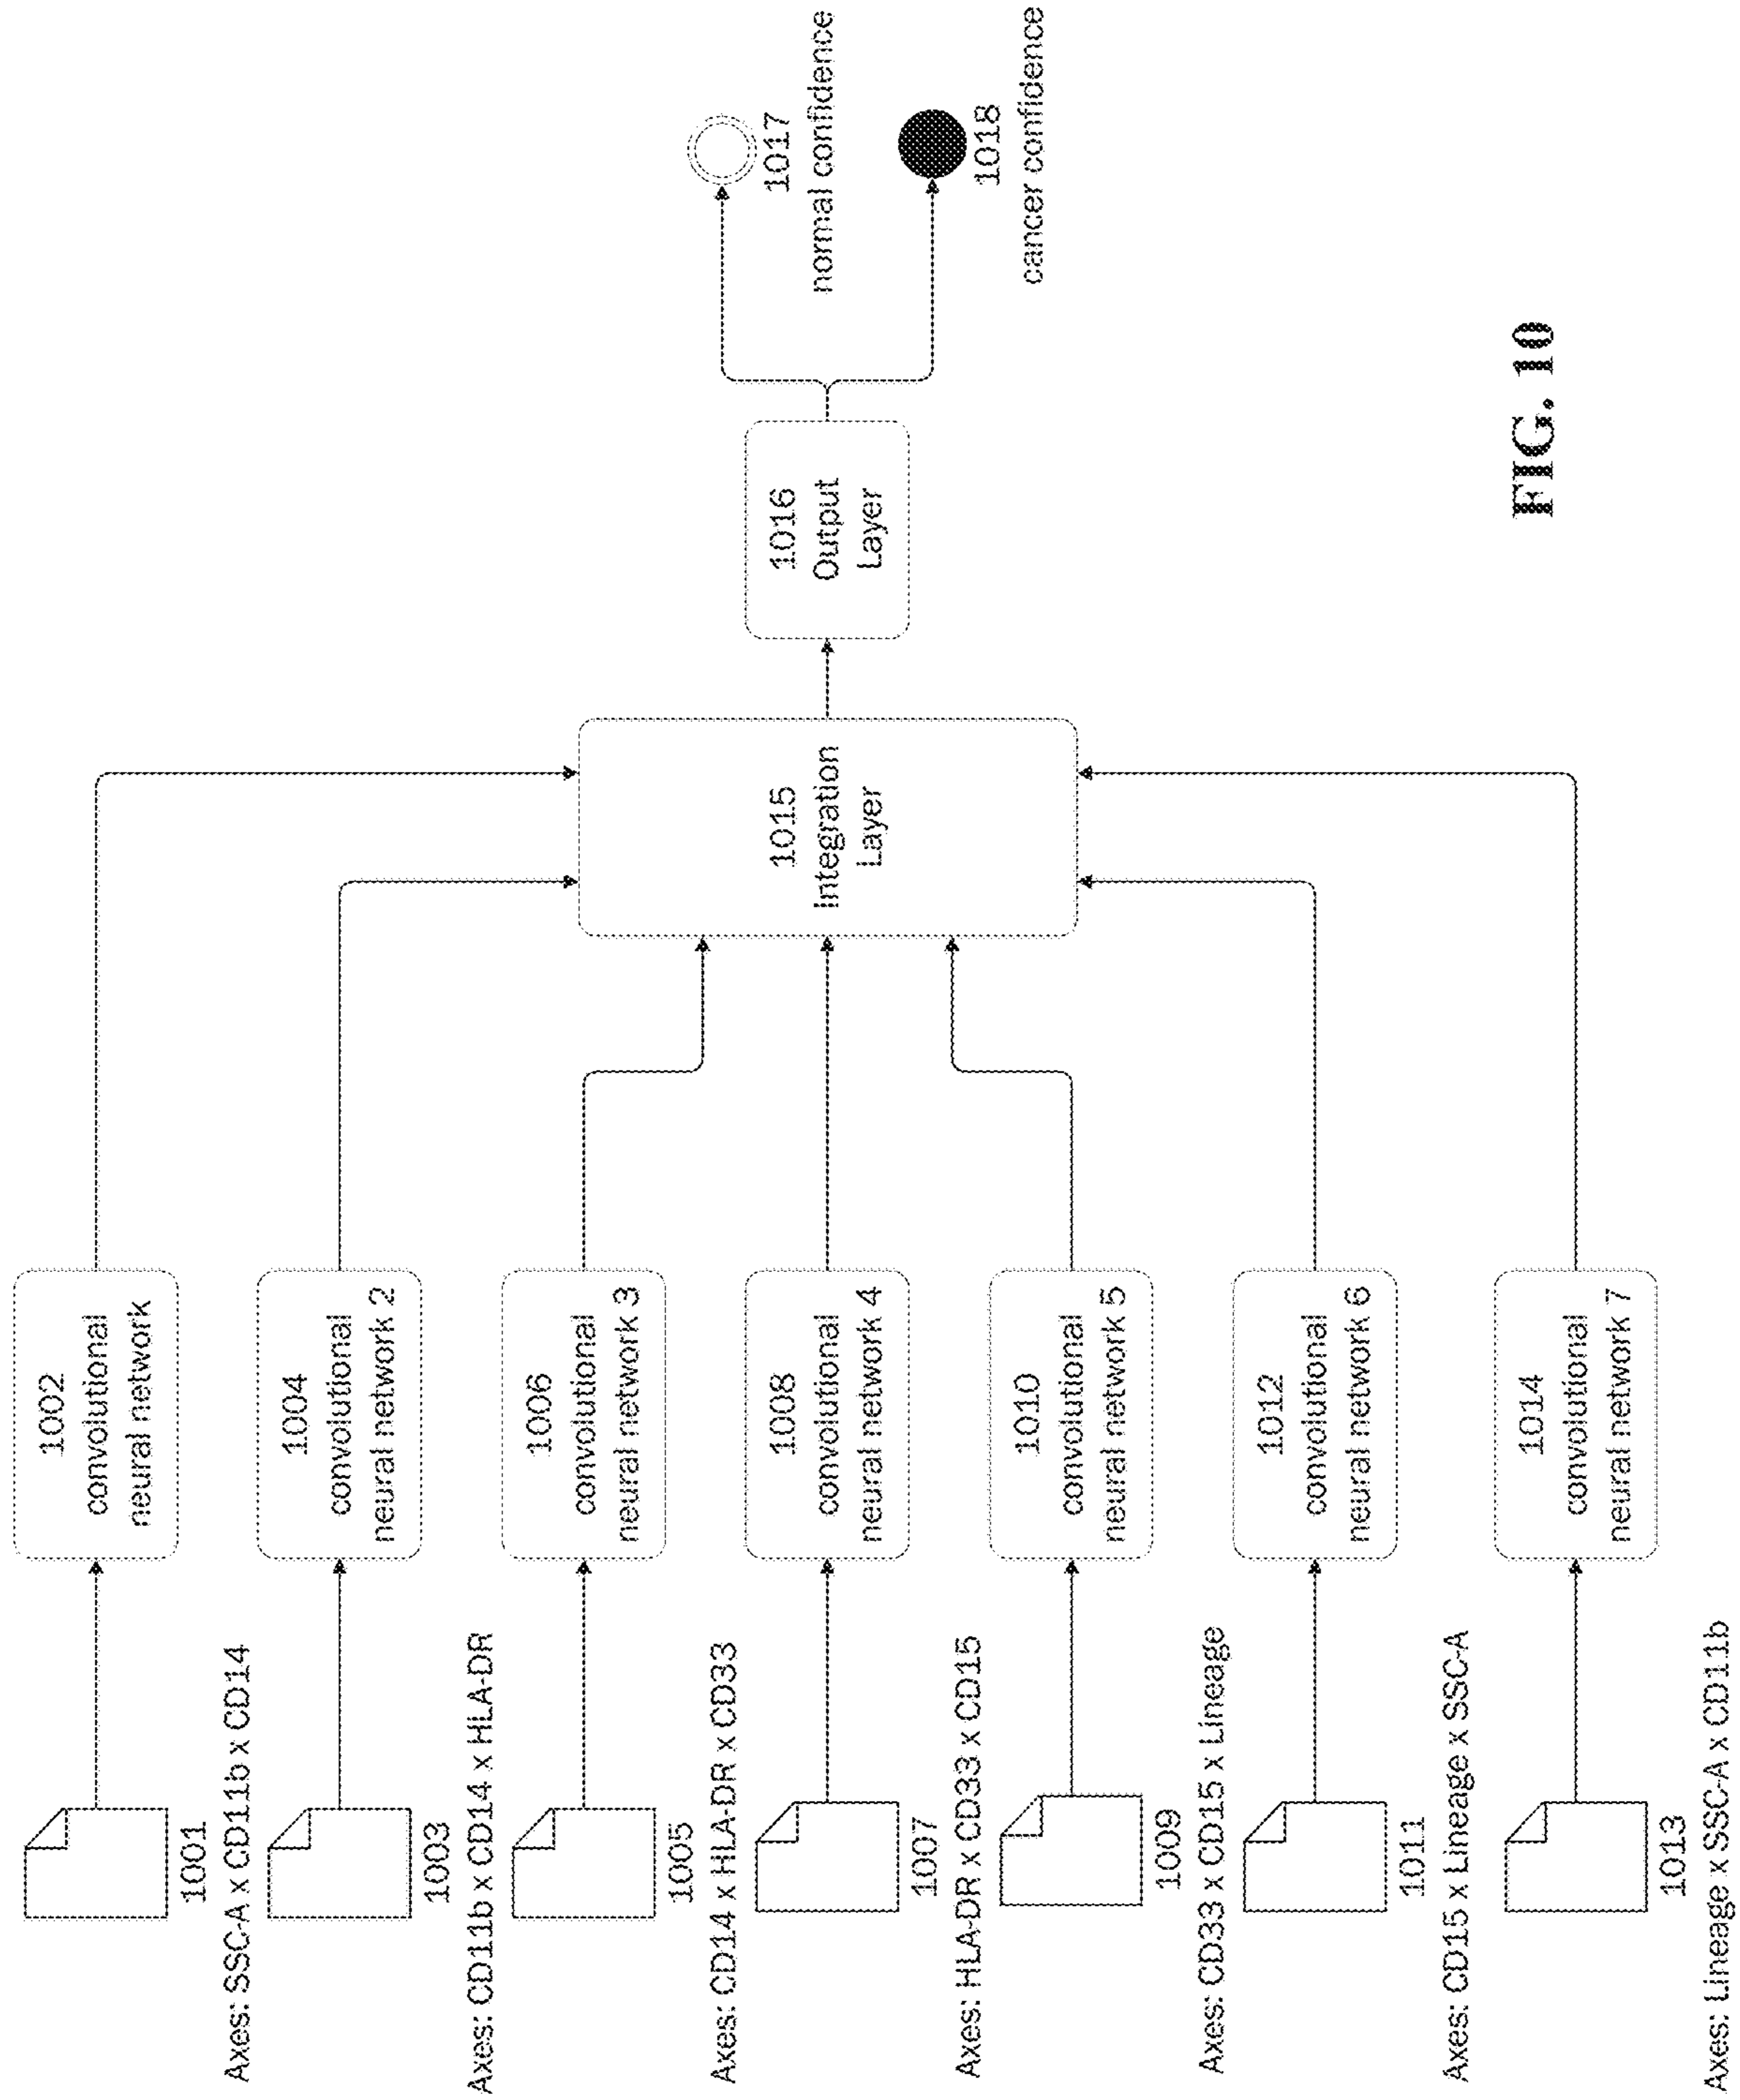 1001
Axes: SSC-A x CD11b x CD14
1002
convolutional
neural network
1003
Axes: CD11b x CD14 x HLA-DR
1004
convolutional
neural network 2
1005
Axes: CD14 x HLA-DR x CD33
1006
convolutional
neural network 3
1007
Axes: HLA-DR x CD33 x CD15
1008
convolutional
neural network 4
1009
Axes: CD33 x CD15 x Lineage
1010
convolutional
neural network 5
1011
Axes: CD15 x Lineage x SSC-A
1012
convolutional
neural network 6
1013
Axes: Lineage x SSC-A x CD11b
1014
convolutional
neural network 7
1015
Integration
Layer
1016
Output
Layer
1017
normal confidence
1018
cancer confidence
FIG. 10